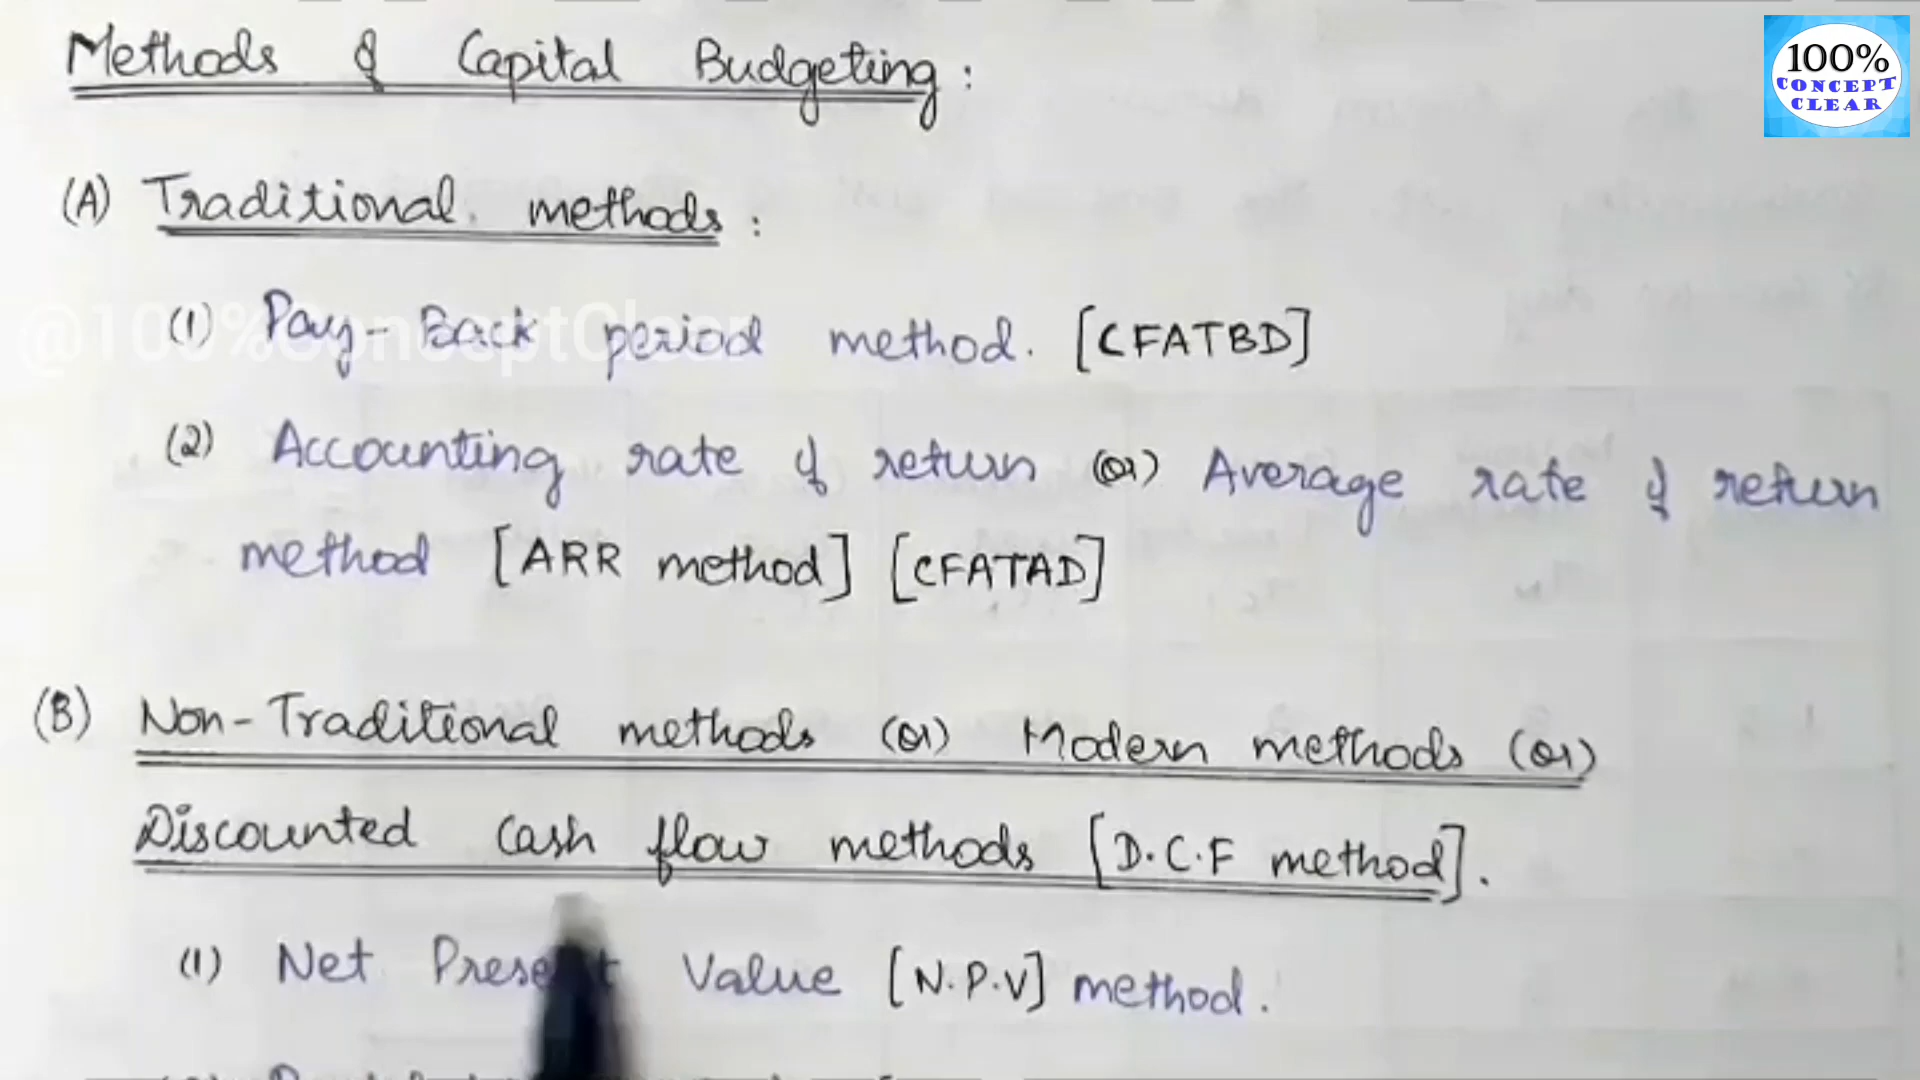 Methods of Capital Budgeting:
100%
CONCEPT
CLEAR
(A) Traditional methods:
@100%ConceptClear
(1) Pay-Back period method. [CFATBD]
(2) Accounting rate of return (or) Average rate of return
method [ARR method] [CFATAD]
(B) Non-Traditional methods (or) Modern methods (or)
Discounted Cash flow methods [D.C.F method].
(1) Net Present Value [N.P.V] method.